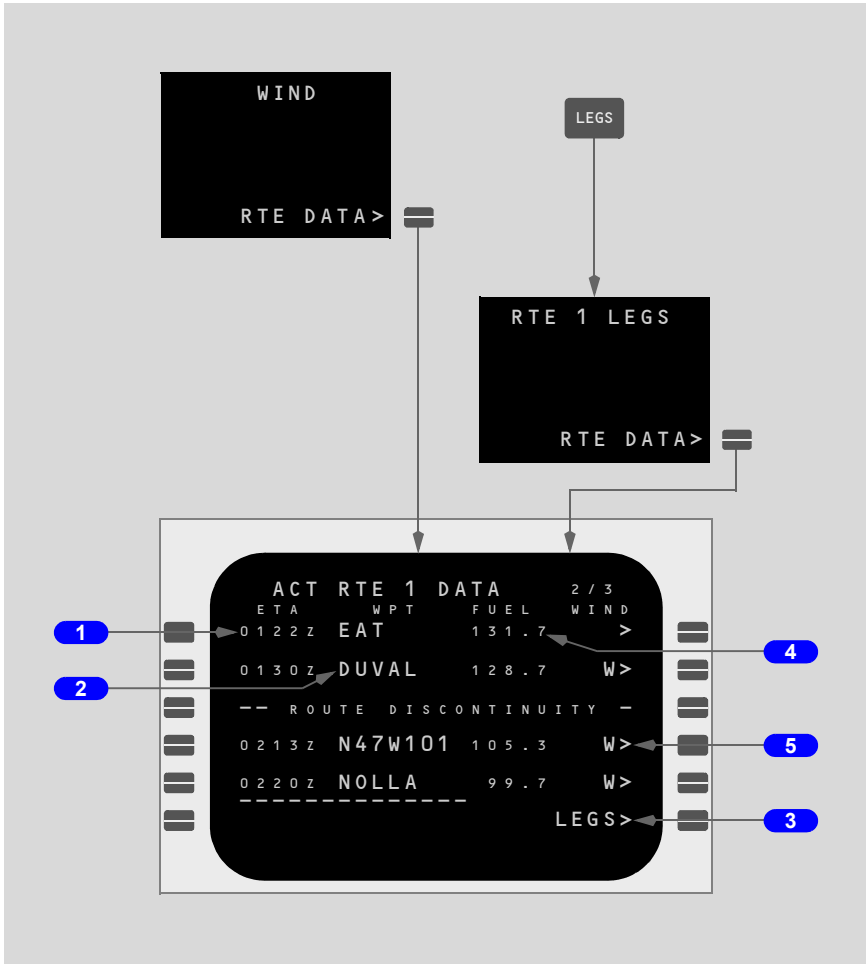 WIND
RTE DATA>
LEGS
RTE 1 LEGS
RTE DATA>
ACT RTE 1 DATA 2/3
ETA WPT FUEL WIND
0122Z EAT 131.7 >
0130Z DUVAL 128.7 W>
-- ROUTE DISCONTINUITY -
0213Z N47W101 105.3 W>
0220Z NOLLA 99.7 W>
--------------
LEGS>
1
2
4
5
3